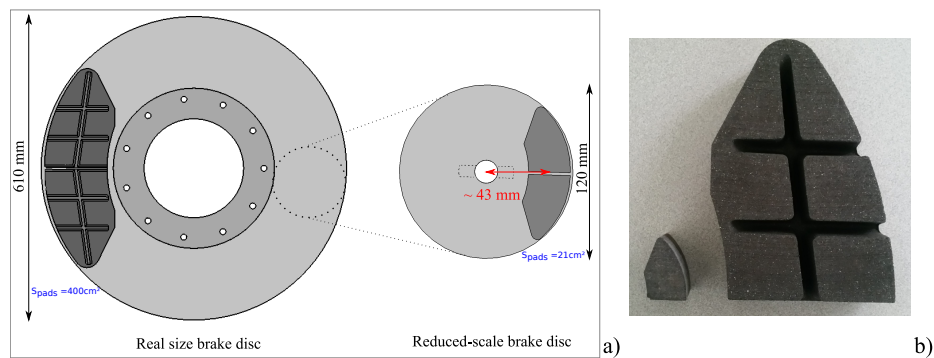 610 mm
S_pads =400cm²
Real size brake disc
~ 43 mm
120 mm
S_pads =21cm²
Reduced-scale brake disc
a)
b)